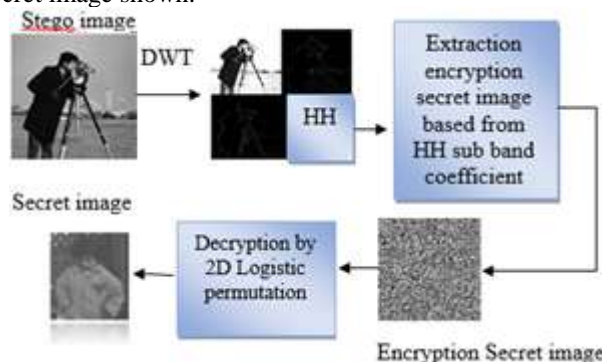 Stego image
DWT
HH
Extraction
encryption
secret image
based from
HH sub band
coefficient
Secret image
Decryption by
2D Logistic
permutation
Encryption Secret image